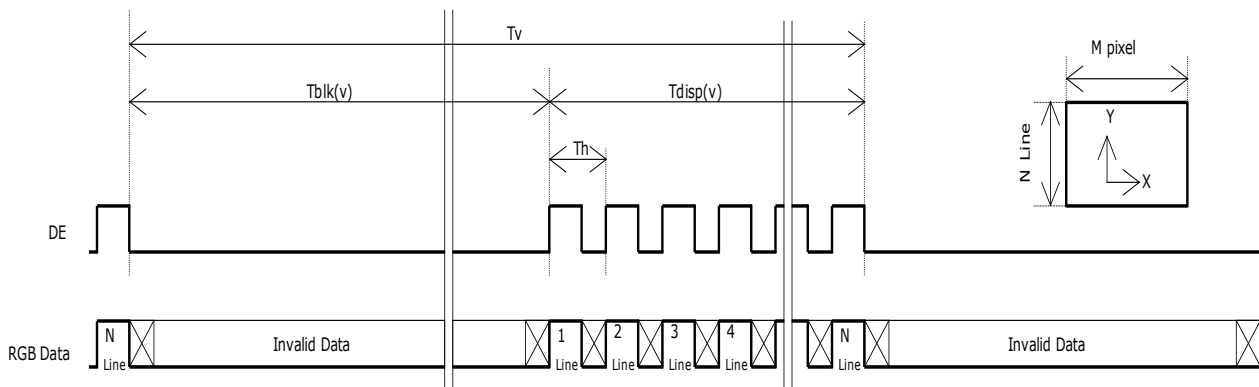 Tv
M pixel
Tblk(v)
Tdisp(v)
Y
N Line
Th
X
DE
RGB Data
N
Line
Invalid Data
1
Line
2
Line
3
Line
4
Line
N
Line
Invalid Data